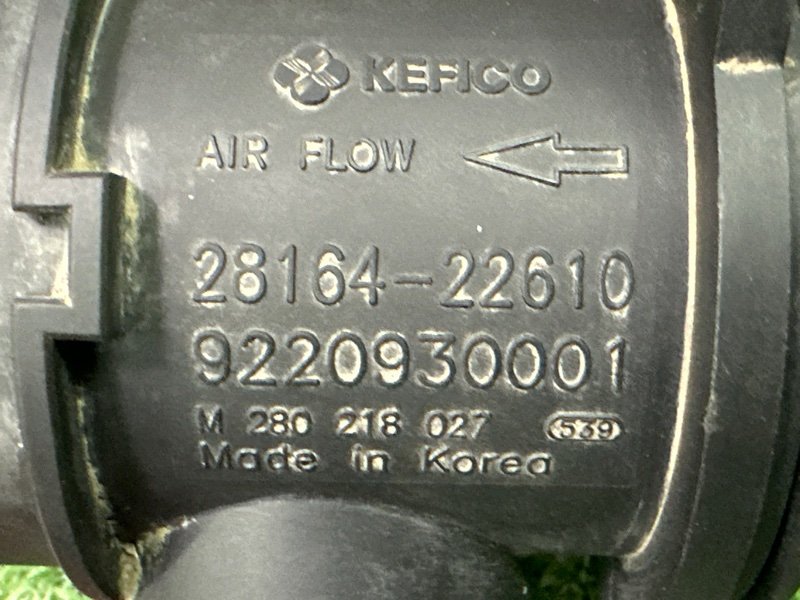 KEFICO
AIR FLOW
28164-22610
9220930001
M 280 218 027 539
Made in Korea